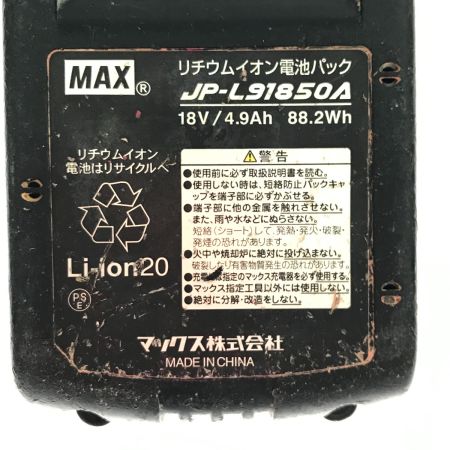 MAX®
リチウムイオン電池パック
JP-L91850A
18V/4.9Ah 88.2Wh
リチウムイオン
電池はリサイクルへ
Li-ion20
PS
E
⚠警告
●使用前に必ず取扱説明書を読む。
●使用しない時は、短絡防止パックキャ
ップを端子部に必ずかぶせる。
●端子部に他の金属を触れさせない。
また、雨や水などにぬらさない。
短絡(ショート)して、発熱・発火・破裂・
発煙の恐れがあります。
●火中や焼却炉に絶対に投げ込まない。
破裂したり有害物質発生の恐れがあります。
●充電は指定のマックス充電器を必ず使用する。
●マックス指定工具以外には使用しない。
●絶対に分解・改造をしない。
マックス株式会社
MADE IN CHINA